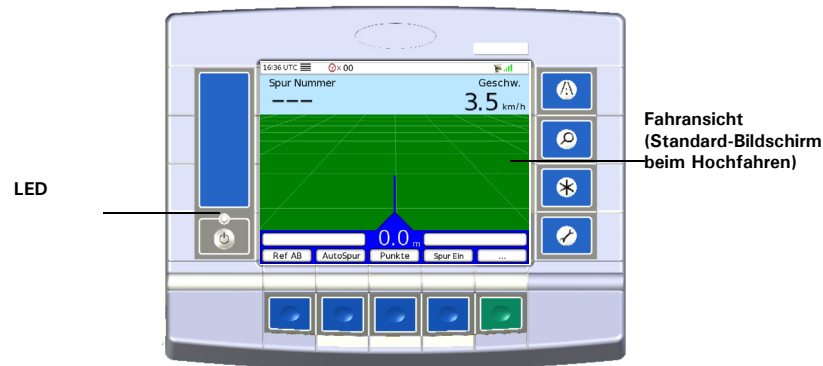 16:36 UTC × 00
Spur Nummer Geschw.
--- 3.5 km/h
Fahransicht
(Standard-Bildschirm
beim Hochfahren)
LED
0.0 m
Ref AB AutoSpur Punkte Spur Ein ...